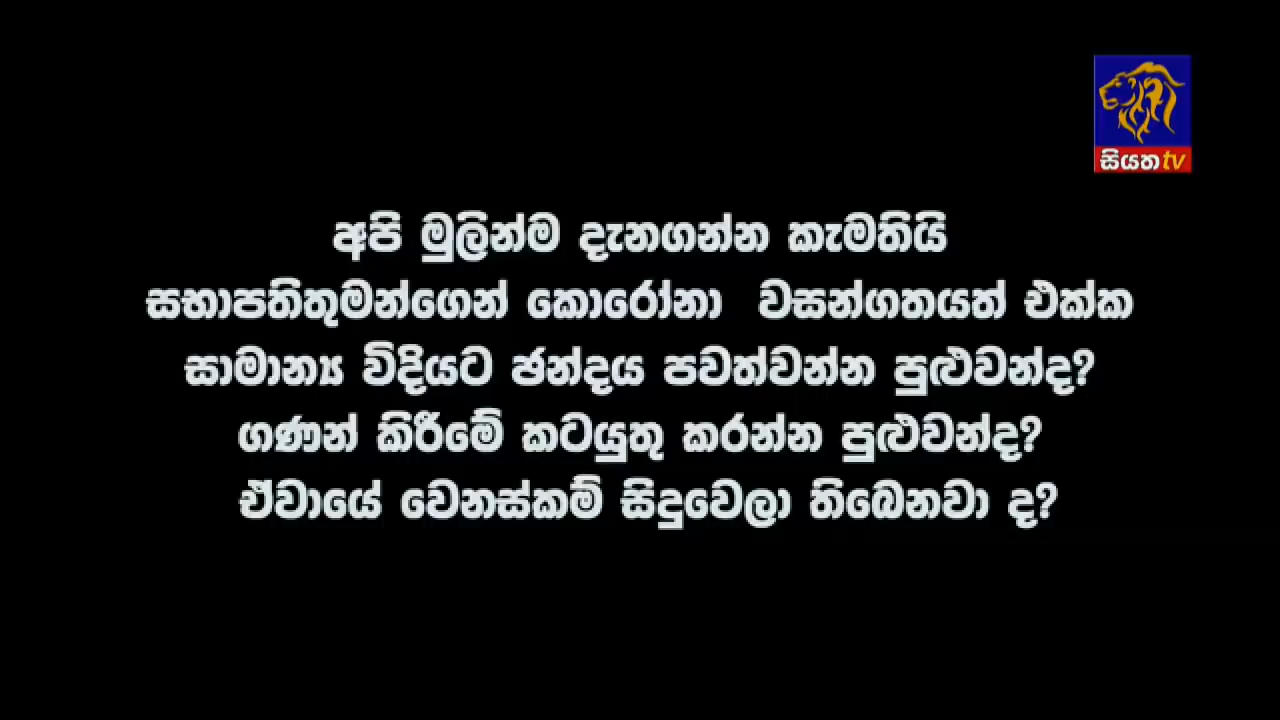 සියත tv
අපි මුලින්ම දැනගන්න කැමතියි
සභාපතිතුමන්ගෙන් කොරෝනා වසන්ගතයත් එක්ක
සාමාන්‍ය විදියට ඡන්දය පවත්වන්න පුළුවන්ද?
ගණන් කිරීමේ කටයුතු කරන්න පුළුවන්ද?
ඒවායේ වෙනස්කම් සිදුවෙලා තිබෙනවා ද?